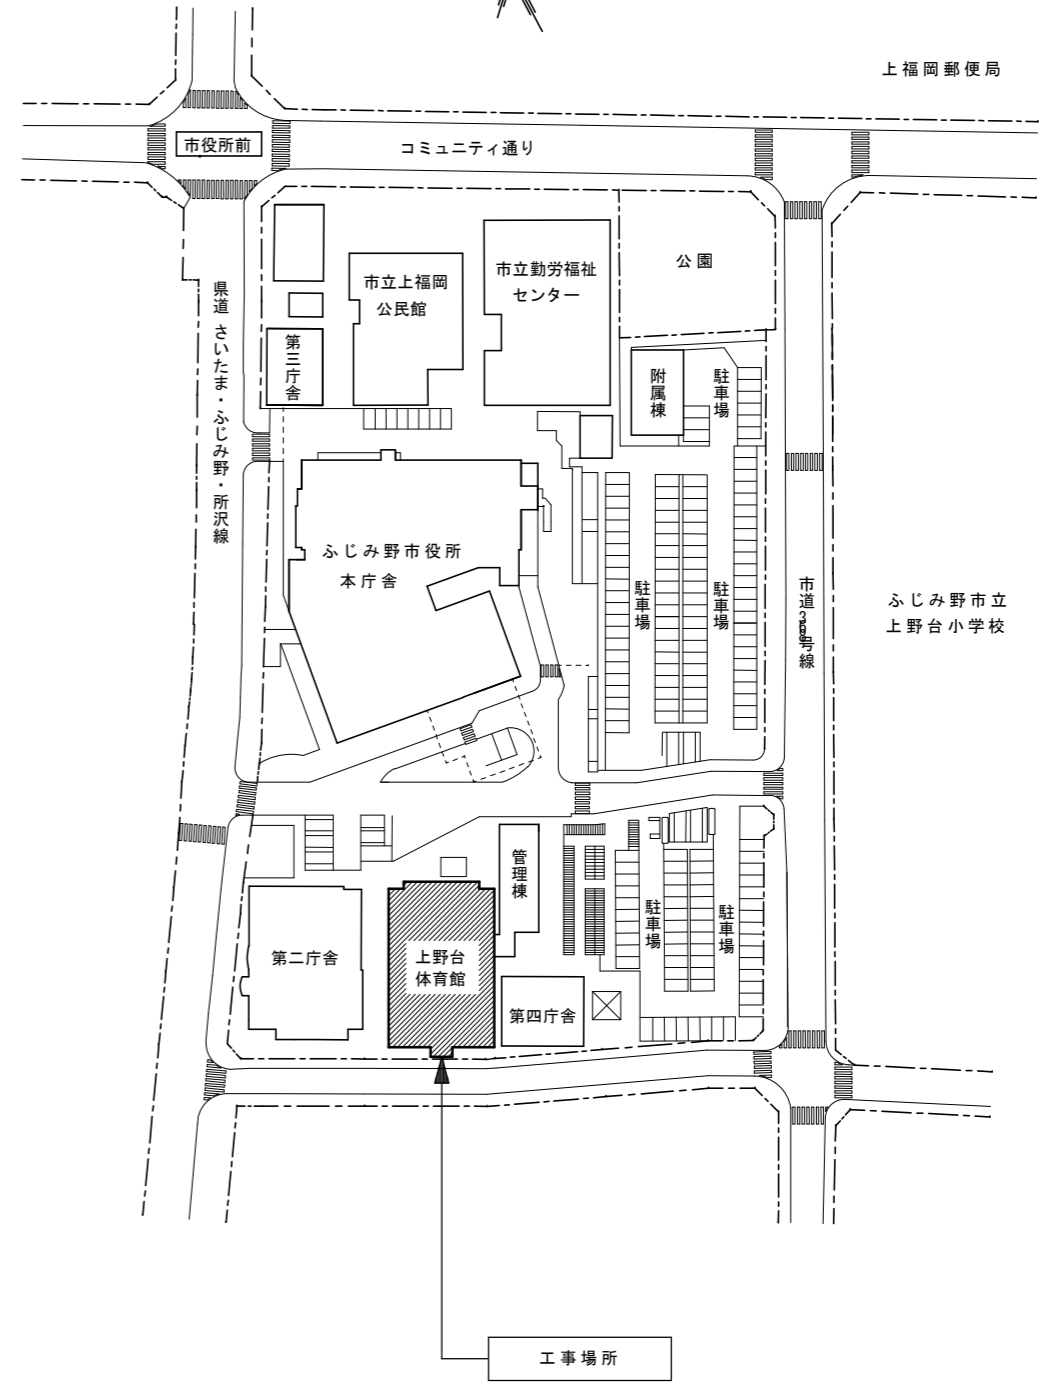 上福岡郵便局
市役所前
コミュニティ通り
公園
市立勤労福祉
センター
市立上福岡
公民館
県道 さいたま・ふじみ野・所沢線
第三庁舎
附属棟
駐車場
ふじみ野市役所
本庁舎
駐車場
駐車場
市道
号線
ふじみ野市立
上野台小学校
管理棟
駐車場
駐車場
第二庁舎
上野台
体育館
第四庁舎
工事場所